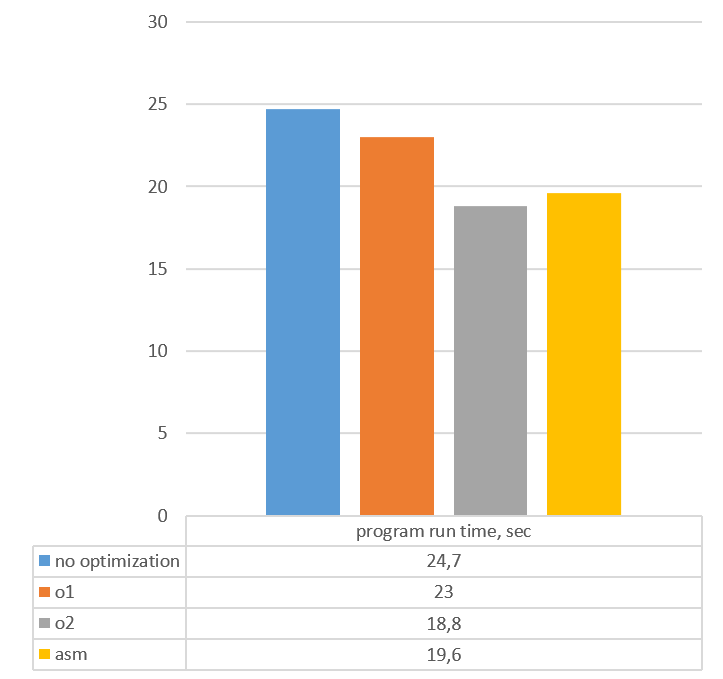 30
25
20
15
10
5
0
program run time, sec
no optimization 24,7
o1 23
o2 18,8
asm 19,6